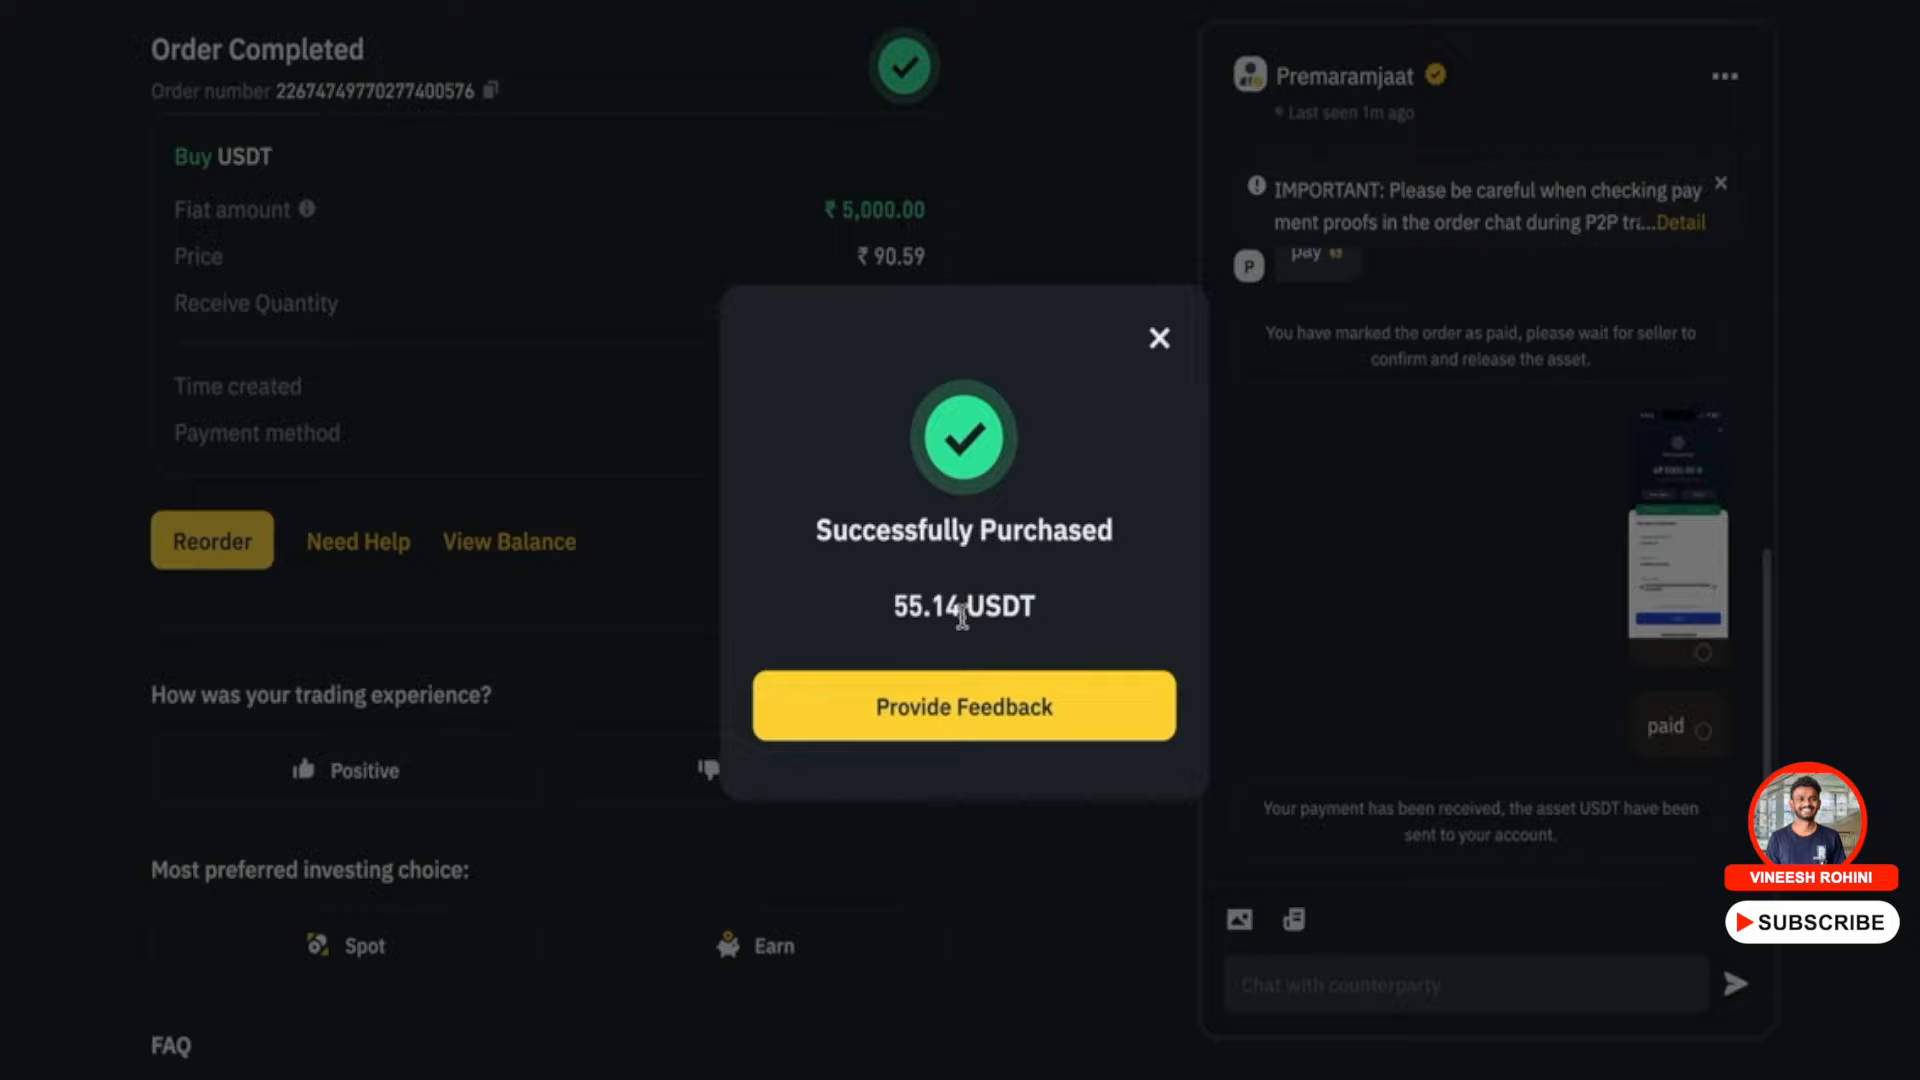 Order Completed
Order number 22674749770277400576
Buy USDT
Fiat amount
₹ 5,000.00
Price
₹ 90.59
Receive Quantity
Time created
Payment method
Reorder
Need Help
View Balance
How was your trading experience?
Positive
Most preferred investing choice:
Spot
Earn
FAQ
Successfully Purchased
55.14 USDT
Provide Feedback
Premaramjaat
Last seen 1m ago
IMPORTANT: Please be careful when checking pay
ment proofs in the order chat during P2P tr...Detail
P
pay
You have marked the order as paid, please wait for seller to
confirm and release the asset.
paid
Your payment has been received, the asset USDT have been
sent to your account.
Chat with counterparty
VINEESH ROHINI
SUBSCRIBE